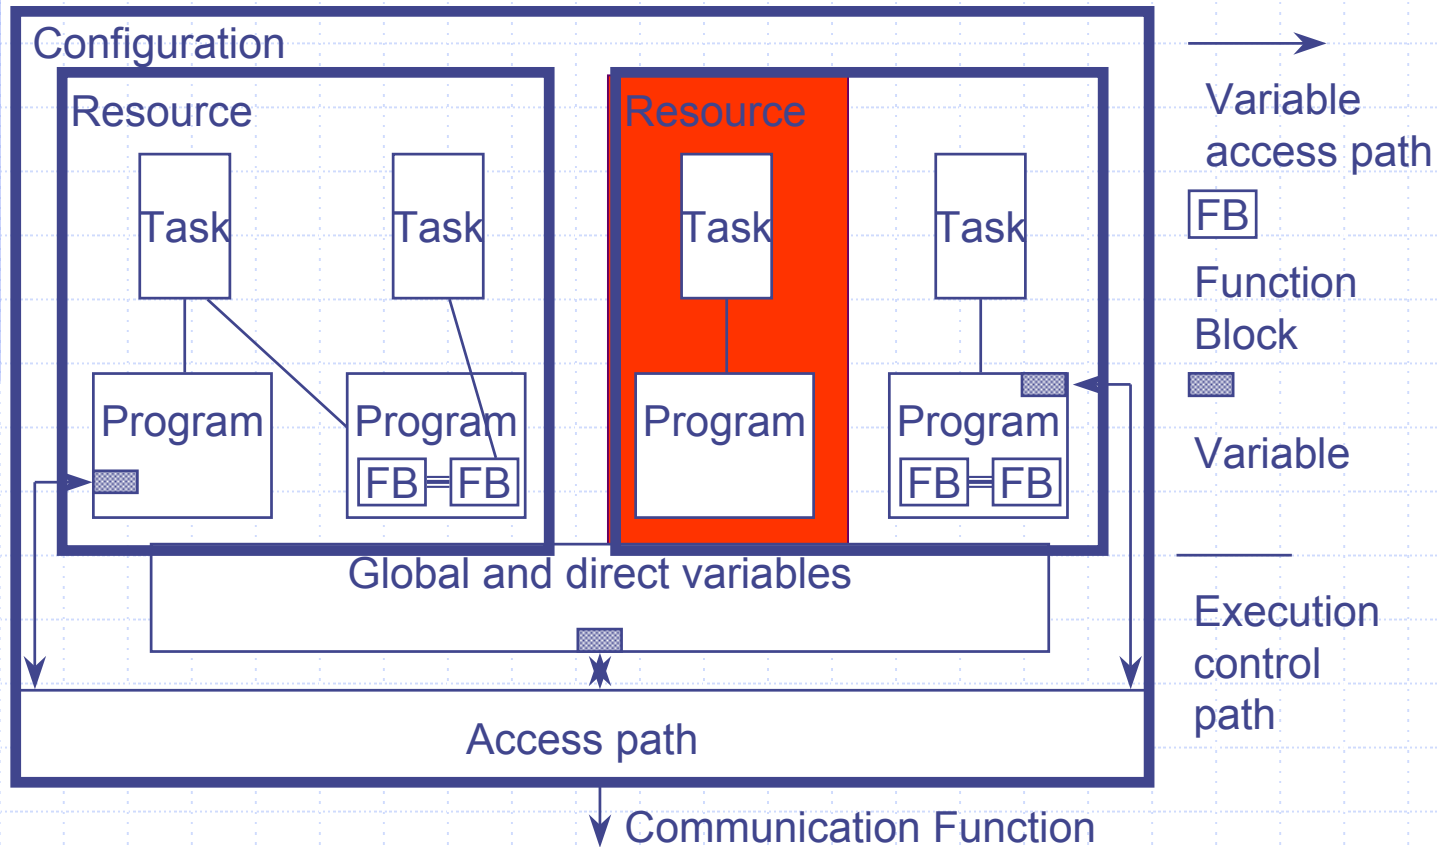 Configuration
Resource
Resource
Task
Task
Task
Task
Program
Program
Program
Program
FB
FB
FB
FB
Global and direct variables
Access path
Communication Function
Variable
access path
FB
Function
Block
Variable
Execution
control
path